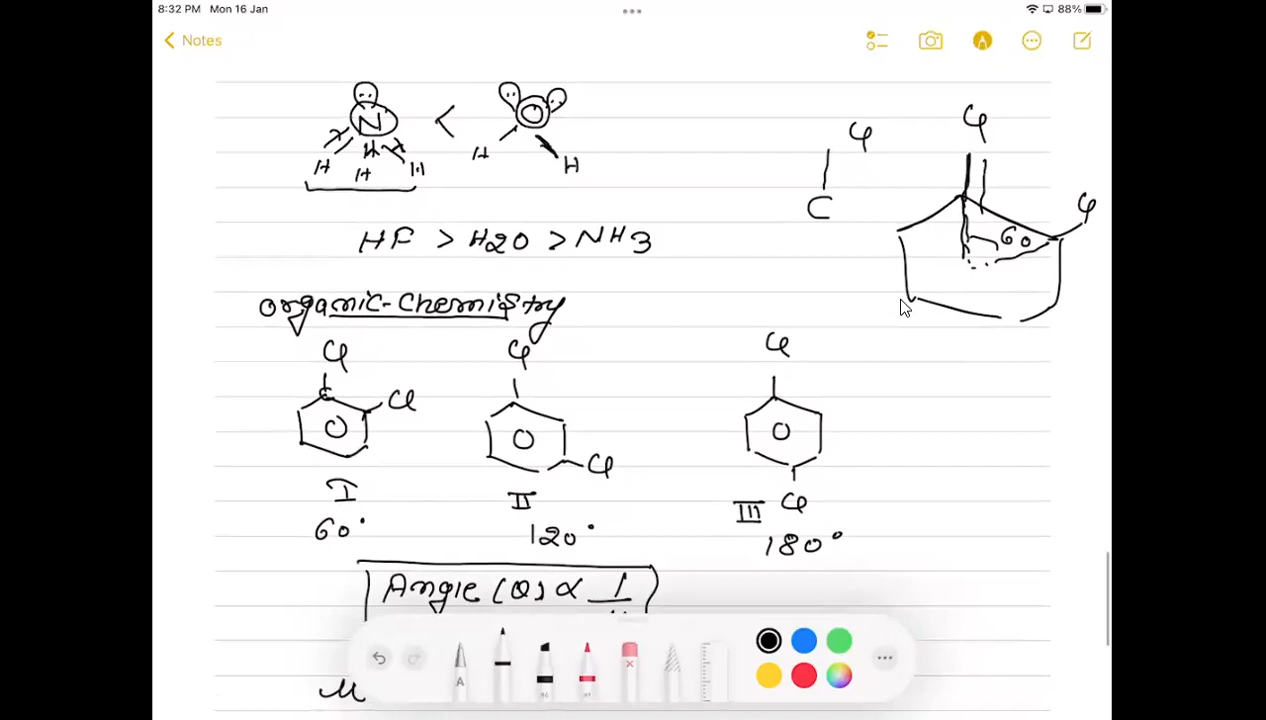 8:32 PM Mon 16 Jan
88%
Notes
N < O
H H H H
H H
HF > H2O > NH3
Cl
C
Cl
Cl
60
organic-Chemistry
Cl
C
Cl
Cl
Cl
Cl
Cl
I
II
III
60°
120°
180°
Angle (θ) ∝ 1
A
M